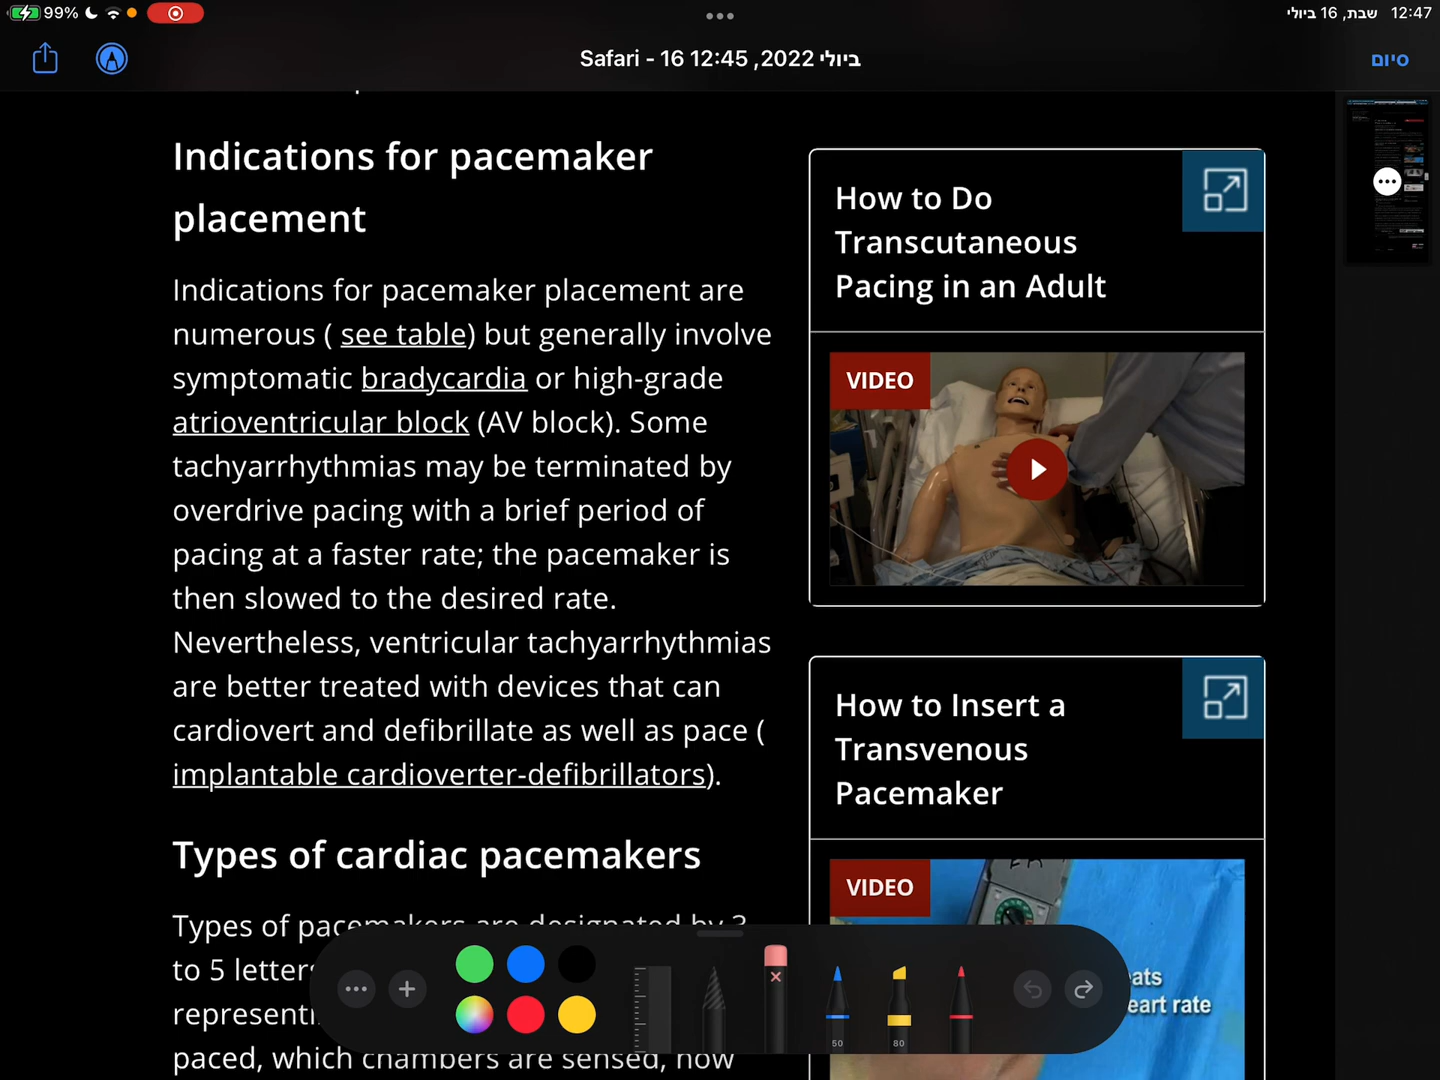 99%
שבת, 16 ביולי 12:47
Safari - 16 ביולי 2022, 12:45
סיום
Indications for pacemaker
placement
Indications for pacemaker placement are
numerous ( see table) but generally involve
symptomatic bradycardia or high-grade
atrioventricular block (AV block). Some
tachyarrhythmias may be terminated by
overdrive pacing with a brief period of
pacing at a faster rate; the pacemaker is
then slowed to the desired rate.
Nevertheless, ventricular tachyarrhythmias
are better treated with devices that can
cardiovert and defibrillate as well as pace (
implantable cardioverter-defibrillators).
Types of cardiac pacemakers
Types of pacemakers are designated by 3
to 5 letters
paced, which chambers are sensed, how
How to Do
Transcutaneous
Pacing in an Adult
VIDEO
How to Insert a
Transvenous
Pacemaker
VIDEO
eart rate
50
80